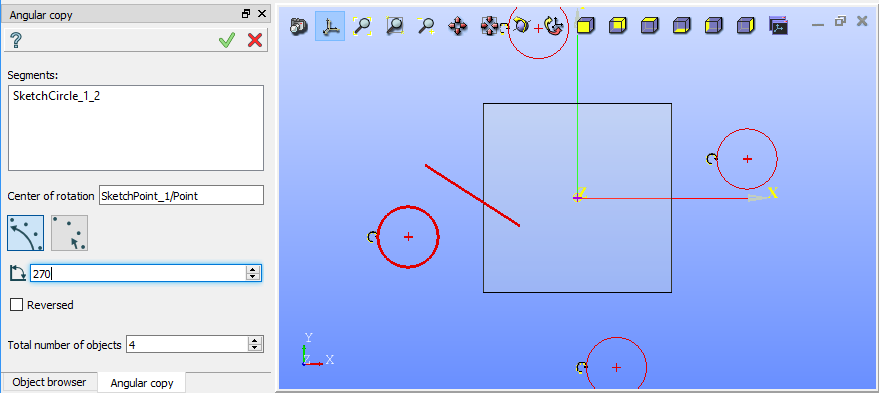 Angular copy
?
Segments:
SketchCircle_1_2
Center of rotation SketchPoint_1/Point
270
Reversed
Total number of objects 4
Object browser Angular copy
X
Y
Z X